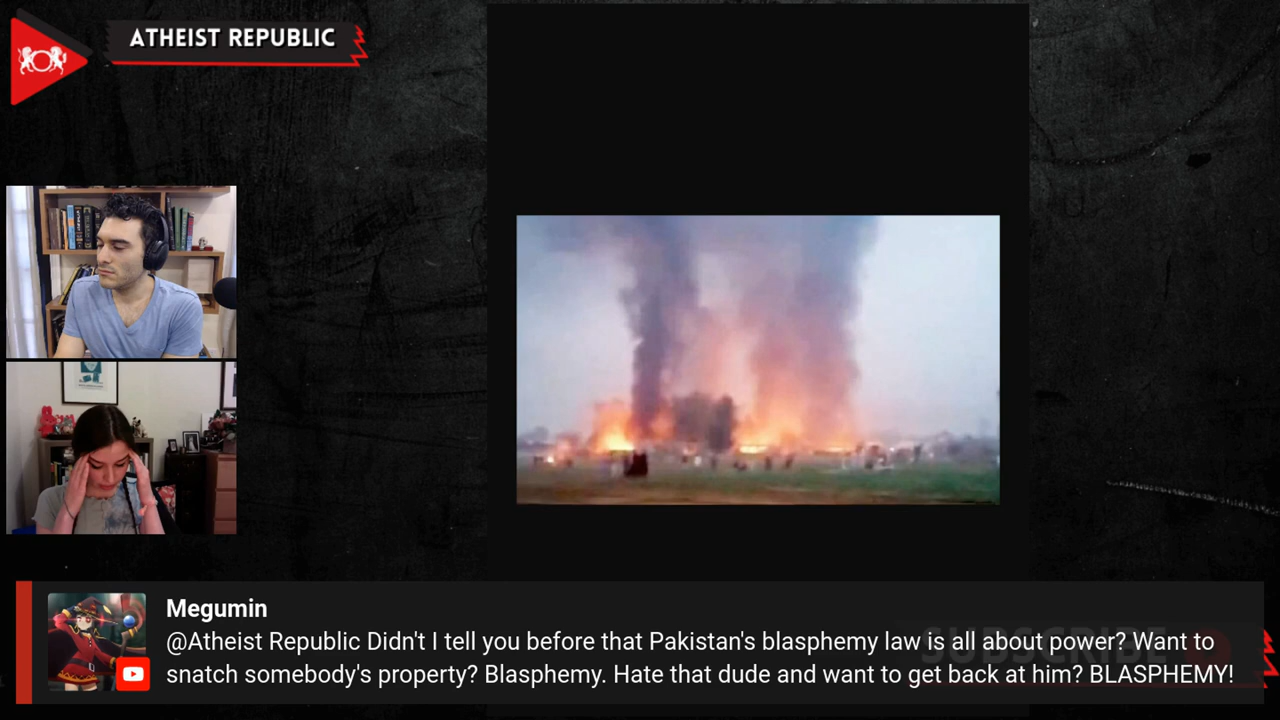 ATHEIST REPUBLIC
Megumin
@Atheist Republic Didn't I tell you before that Pakistan's blasphemy law is all about power? Want to
snatch somebody's property? Blasphemy. Hate that dude and want to get back at him? BLASPHEMY!
SUBSCRIBE